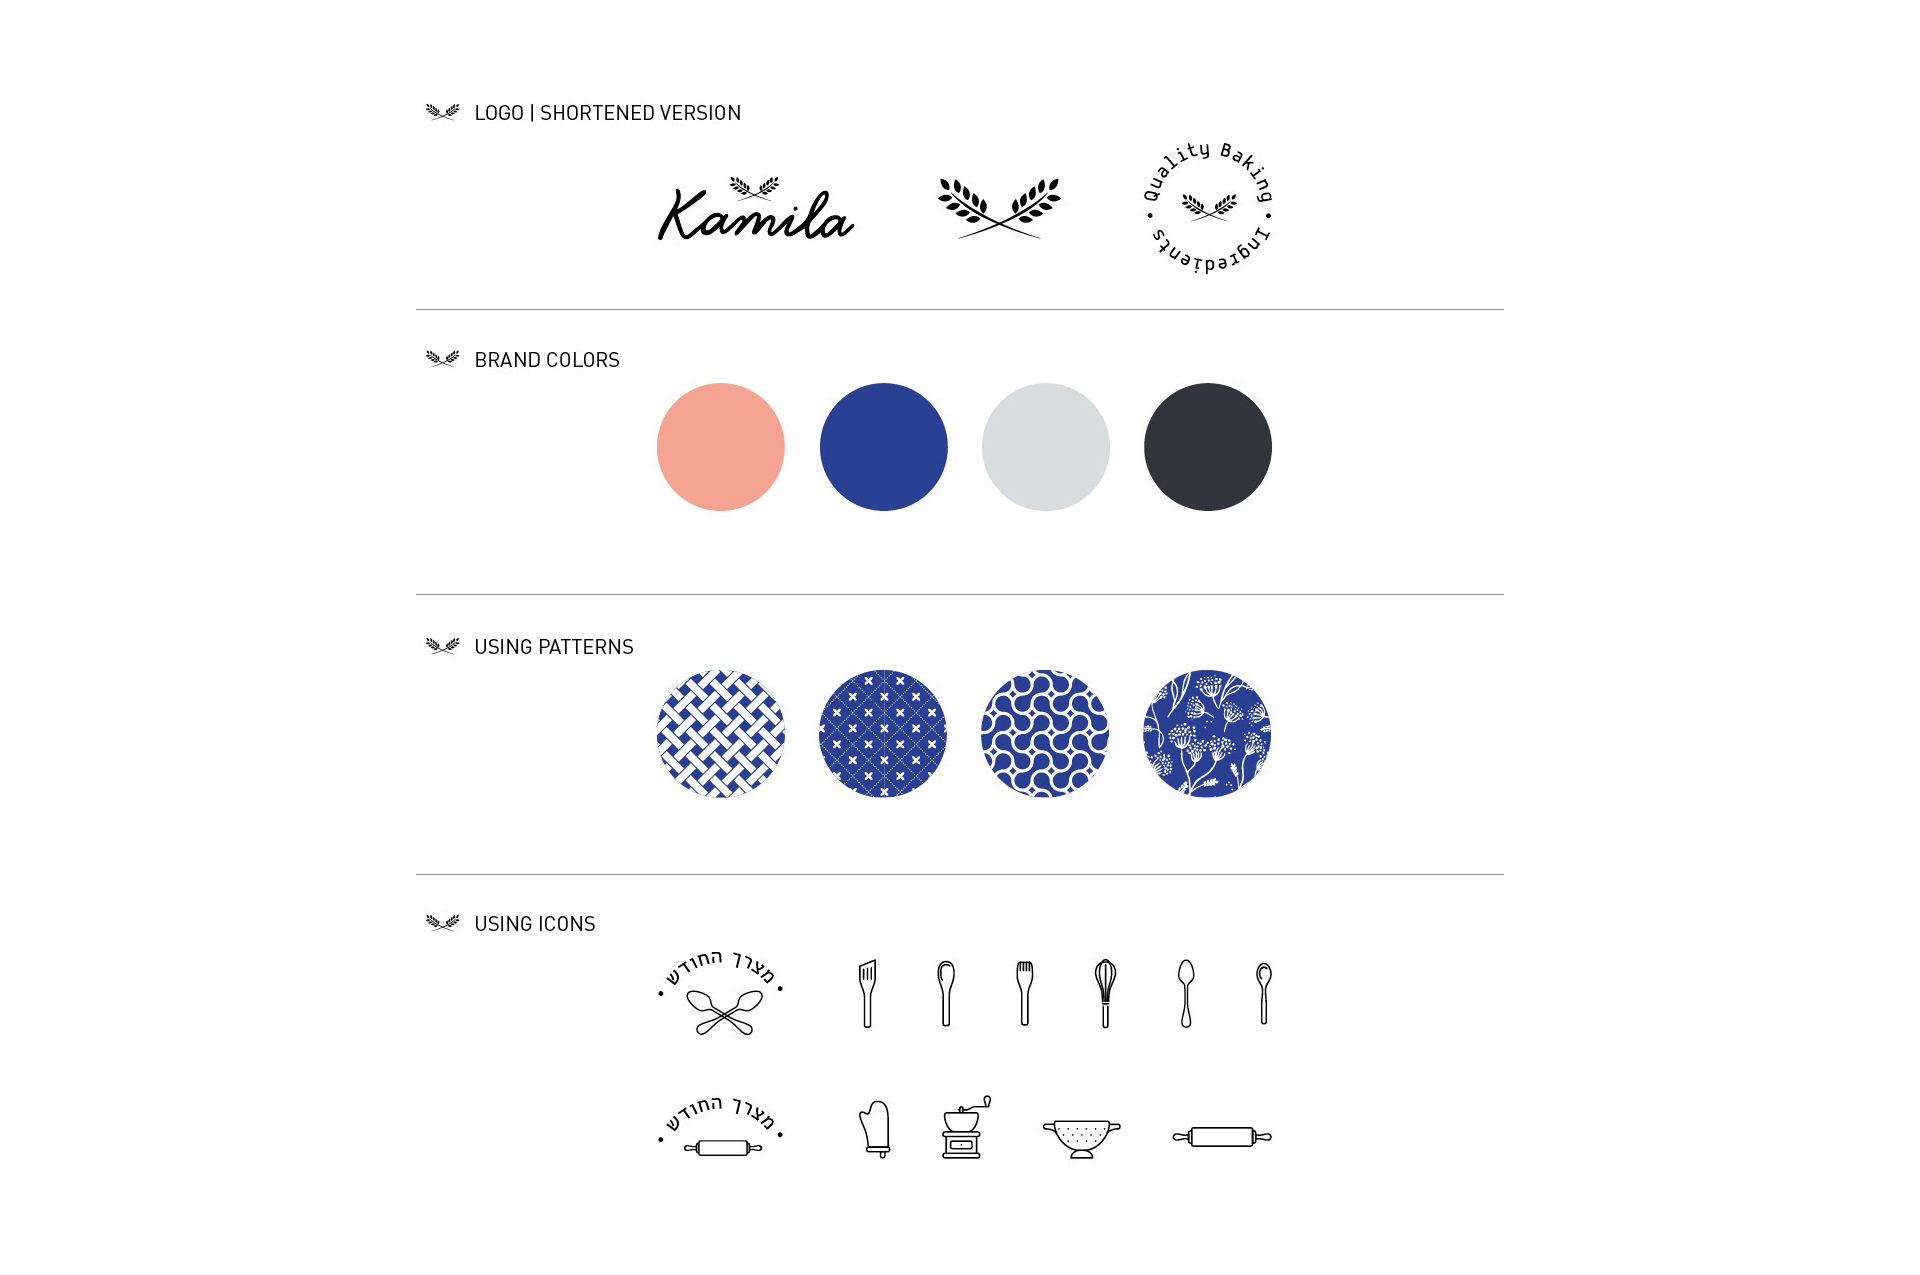 LOGO | SHORTENED VERSION
Kamila
Quality Baking
Ingredients
BRAND COLORS
USING PATTERNS
USING ICONS
מצרך החודש
מצרך החודש